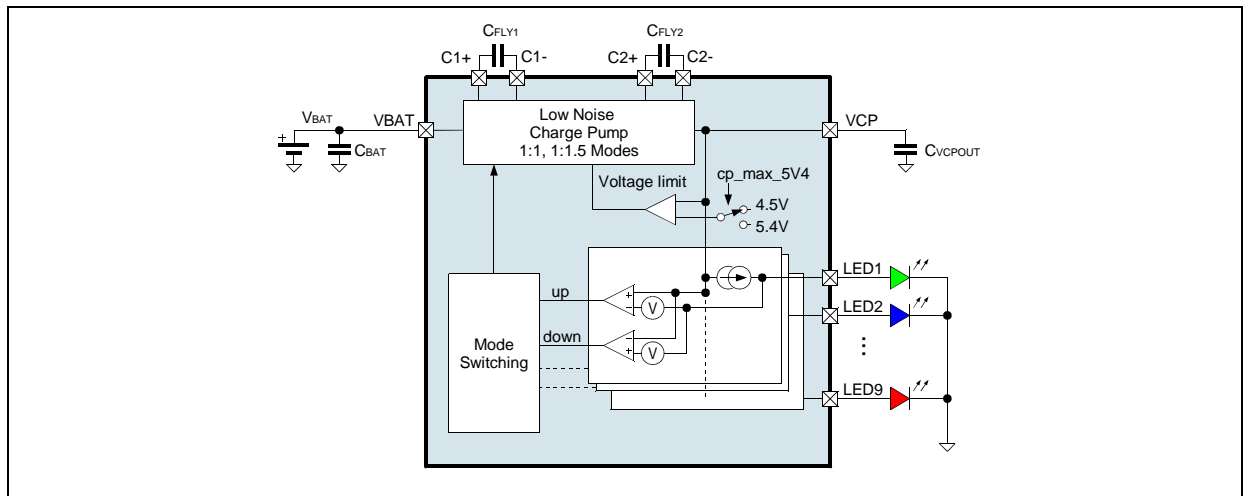 CFLY1
CFLY2
C1+ C1-
C2+ C2-
VBAT
VBAT
+
CBAT
Low Noise
Charge Pump
1:1, 1:1.5 Modes
VCP
CVCPOUT
Voltage limit
cp_max_5V4
4.5V
5.4V
LED1
up
+
−
V
LED2
down
−
+
V
Mode
Switching
⋮
LED9